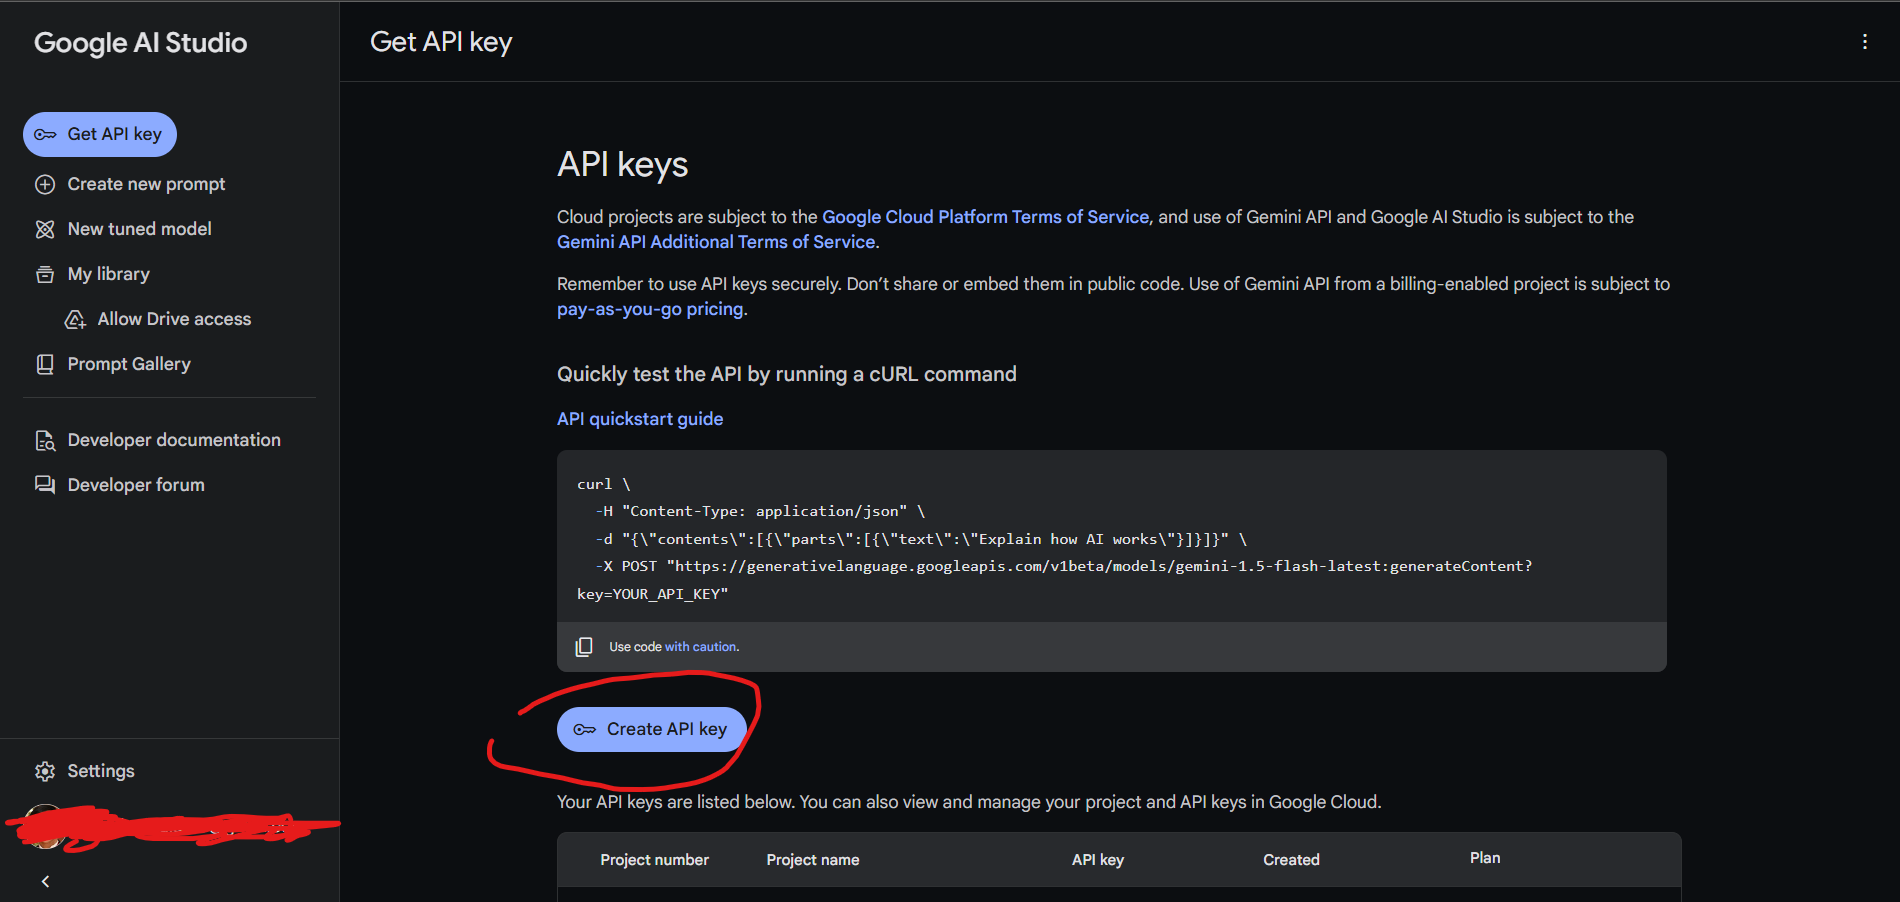 Google AI Studio
Get API key
Create new prompt
New tuned model
My library
Allow Drive access
Prompt Gallery
Developer documentation
Developer forum
Settings
Get API key
API keys
Cloud projects are subject to the Google Cloud Platform Terms of Service, and use of Gemini API and Google AI Studio is subject to the
Gemini API Additional Terms of Service.
Remember to use API keys securely. Don’t share or embed them in public code. Use of Gemini API from a billing-enabled project is subject to
pay-as-you-go pricing.
Quickly test the API by running a cURL command
API quickstart guide
curl \
-H "Content-Type: application/json" \
-d "{\"contents\":[{\"parts\":[{\"text\":\"Explain how AI works\"}]}]}" \
-X POST "https://generativelanguage.googleapis.com/v1beta/models/gemini-1.5-flash-latest:generateContent?
key=YOUR_API_KEY"
Use code with caution.
Create API key
Your API keys are listed below. You can also view and manage your project and API keys in Google Cloud.
Project number Project name API key Created Plan